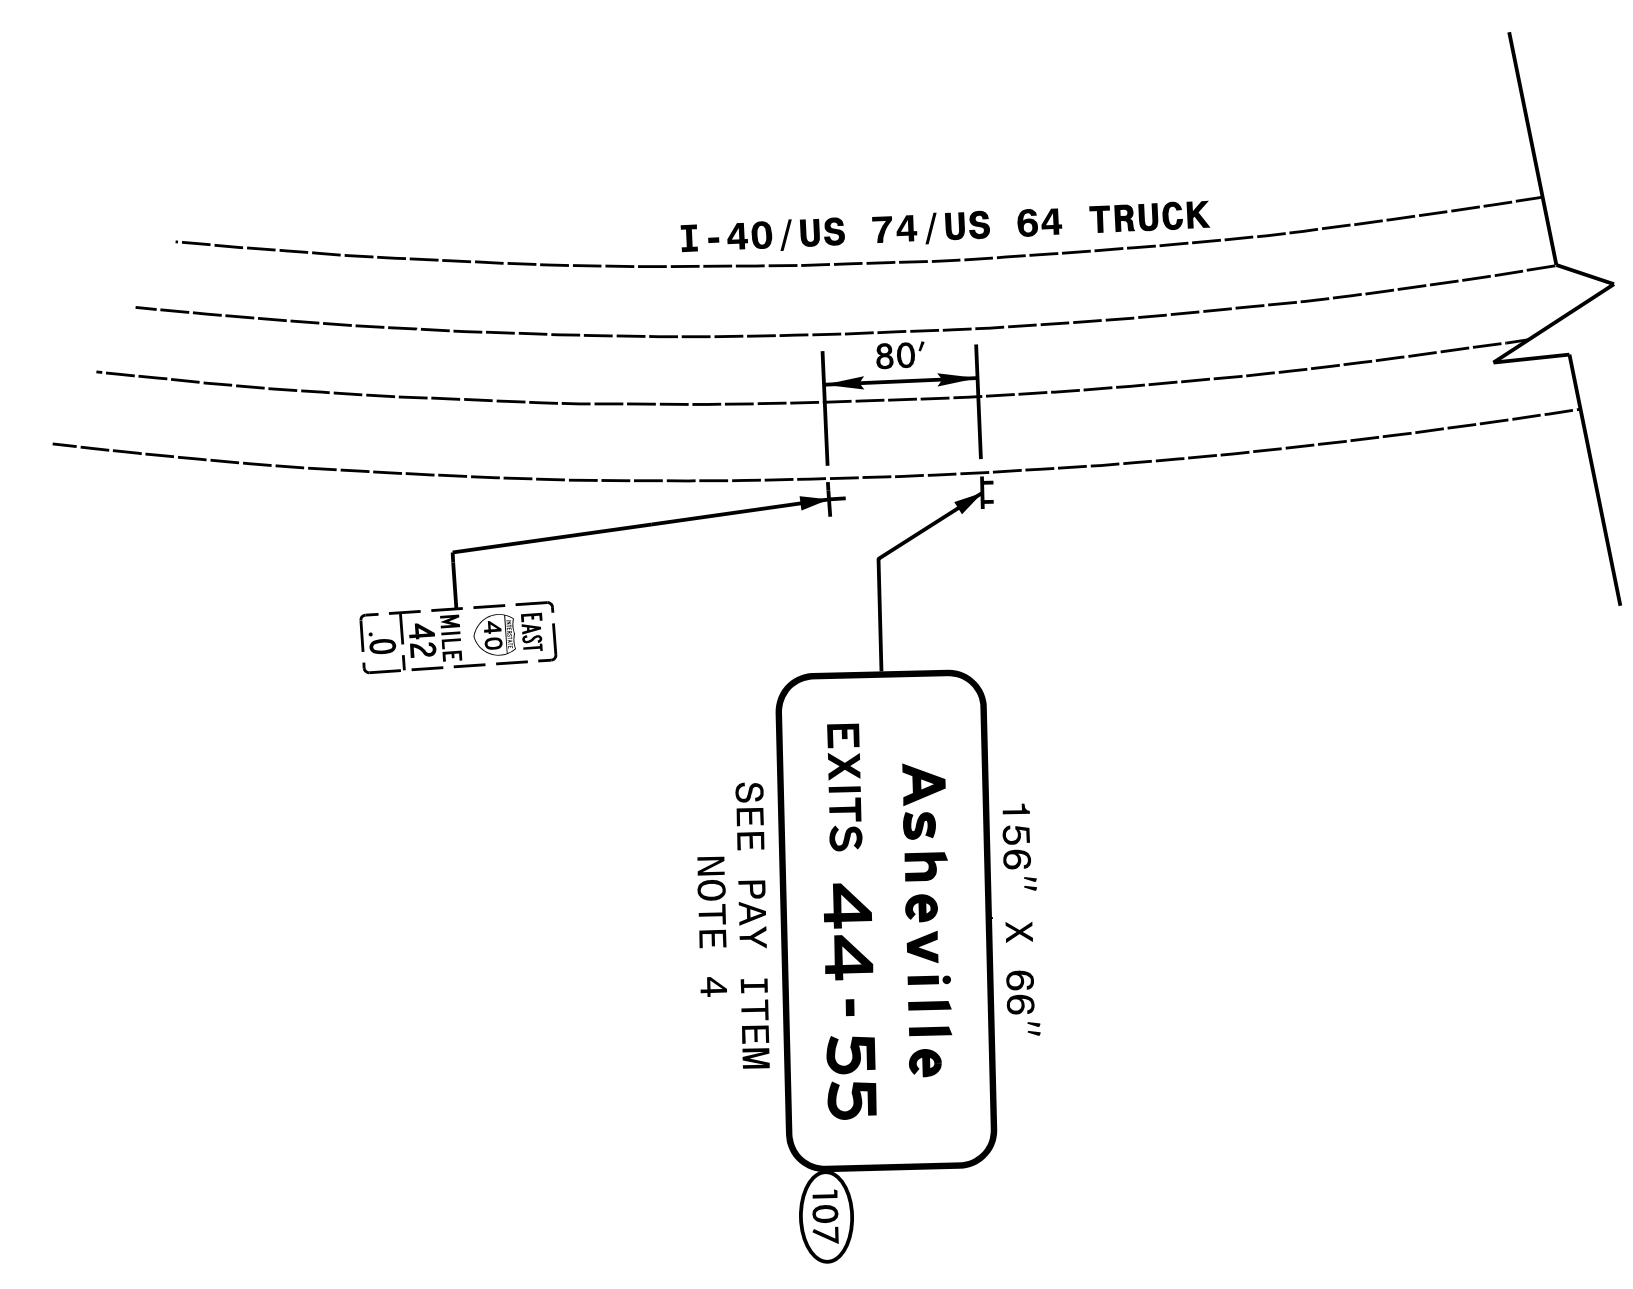 I-40/US 74/US 64 TRUCK
80'
EAST
INTERSTATE
40
MILE
42
.0
156" X 66"
Asheville
EXITS 44-55
SEE PAY ITEM
NOTE 4
107